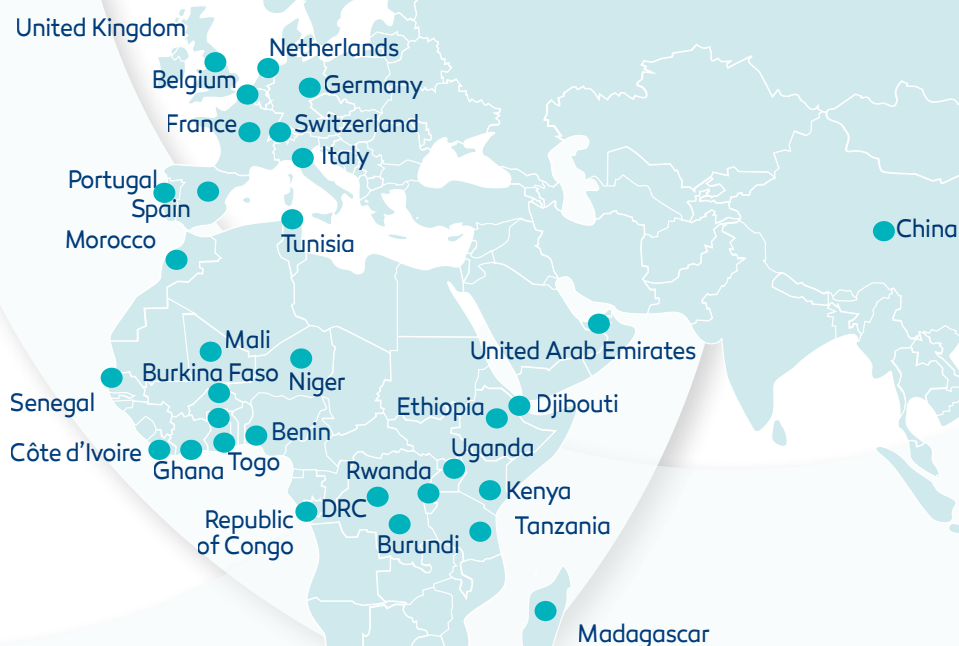 United Kingdom
Netherlands
Belgium
Germany
France
Switzerland
Italy
Portugal
Spain
Morocco
Tunisia
China
Mali
United Arab Emirates
Burkina Faso
Niger
Senegal
Ethiopia
Djibouti
Benin
Uganda
Côte d'Ivoire
Ghana
Togo
Rwanda
Kenya
DRC
Republic
of Congo
Tanzania
Burundi
Madagascar